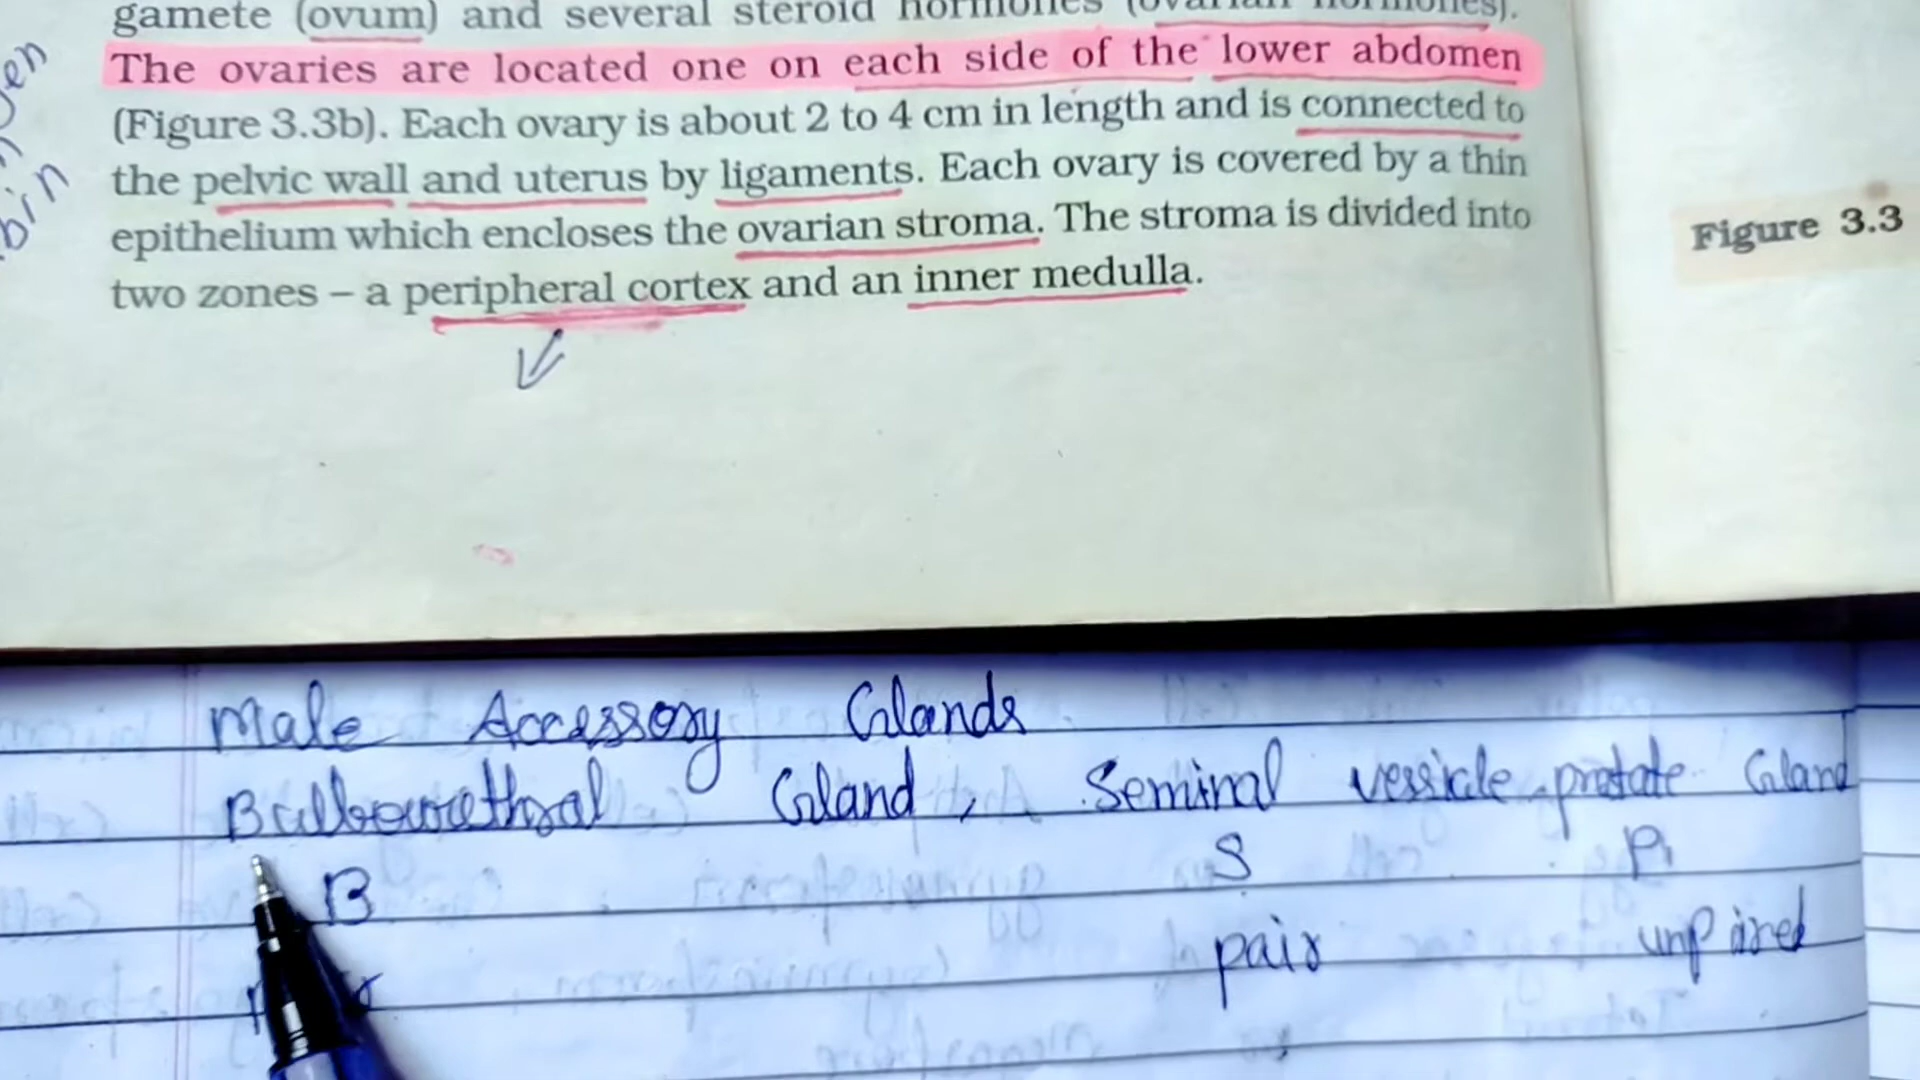 gamete (ovum) and several steroid hormones (ovarian hormones).
The ovaries are located one on each side of the lower abdomen
(Figure 3.3b). Each ovary is about 2 to 4 cm in length and is connected to
the pelvic wall and uterus by ligaments. Each ovary is covered by a thin
epithelium which encloses the ovarian stroma. The stroma is divided into
two zones – a peripheral cortex and an inner medulla.
Figure 3.3
Male Accessory Glands
Bulbourethral Gland, Seminal vessicle prostate Gland
B S P
pair unpaired